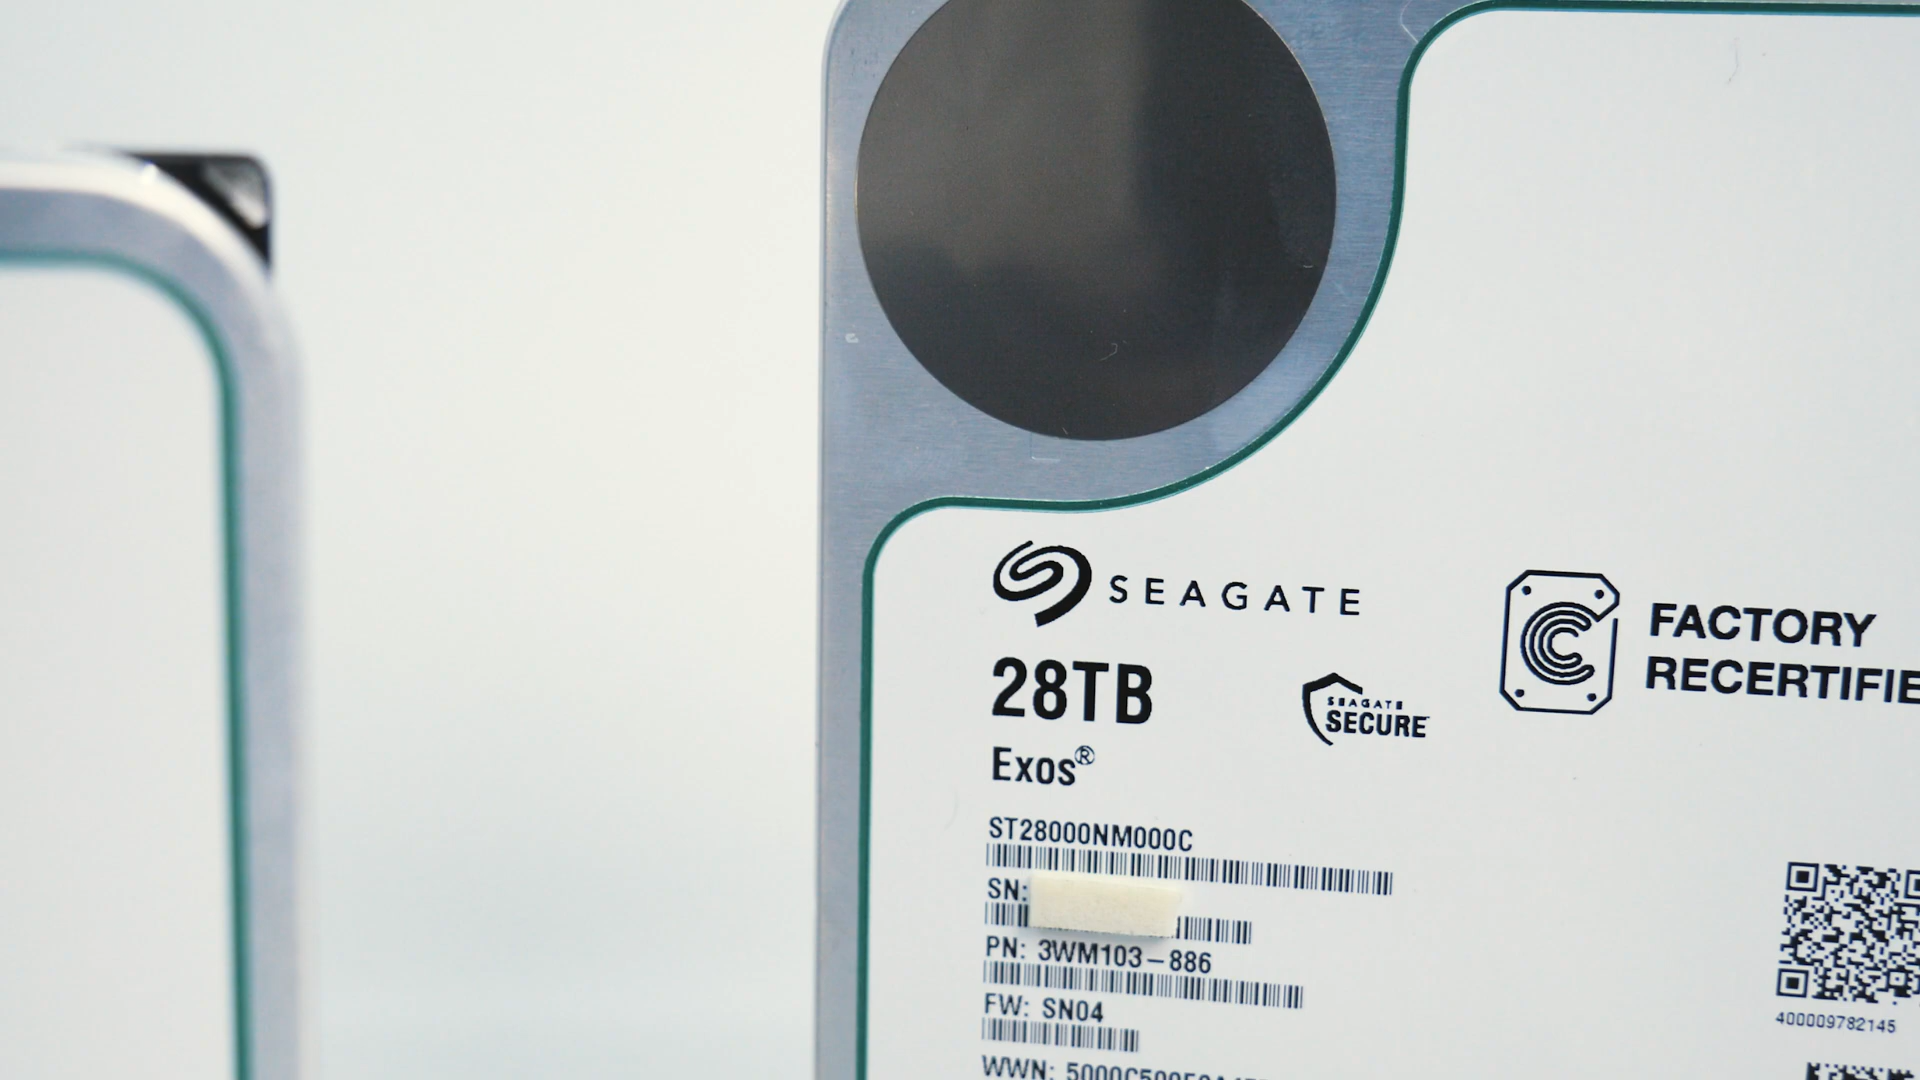 SEAGATE
28TB
SEAGATE
SECURE
FACTORY
RECERTIFIE
Exos®
ST28000NM000C
SN:
PN: 3WM103-886
FW: SN04
400009782145
WWN: